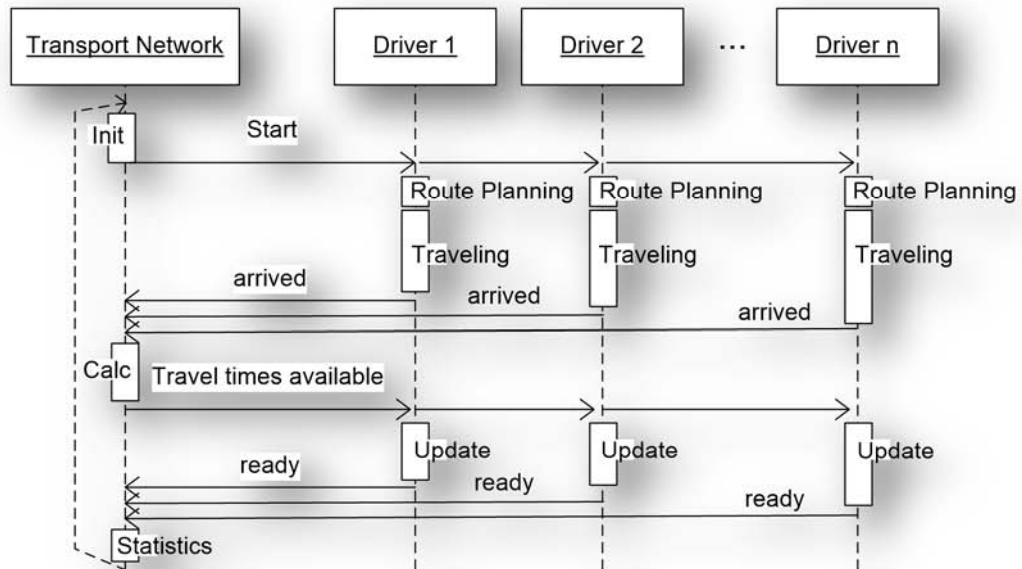 Transport Network
Driver 1
Driver 2
...
Driver n
Init
Start
Route Planning
Route Planning
Route Planning
Traveling
Traveling
Traveling
arrived
arrived
arrived
Calc
Travel times available
Update
Update
Update
ready
ready
ready
Statistics